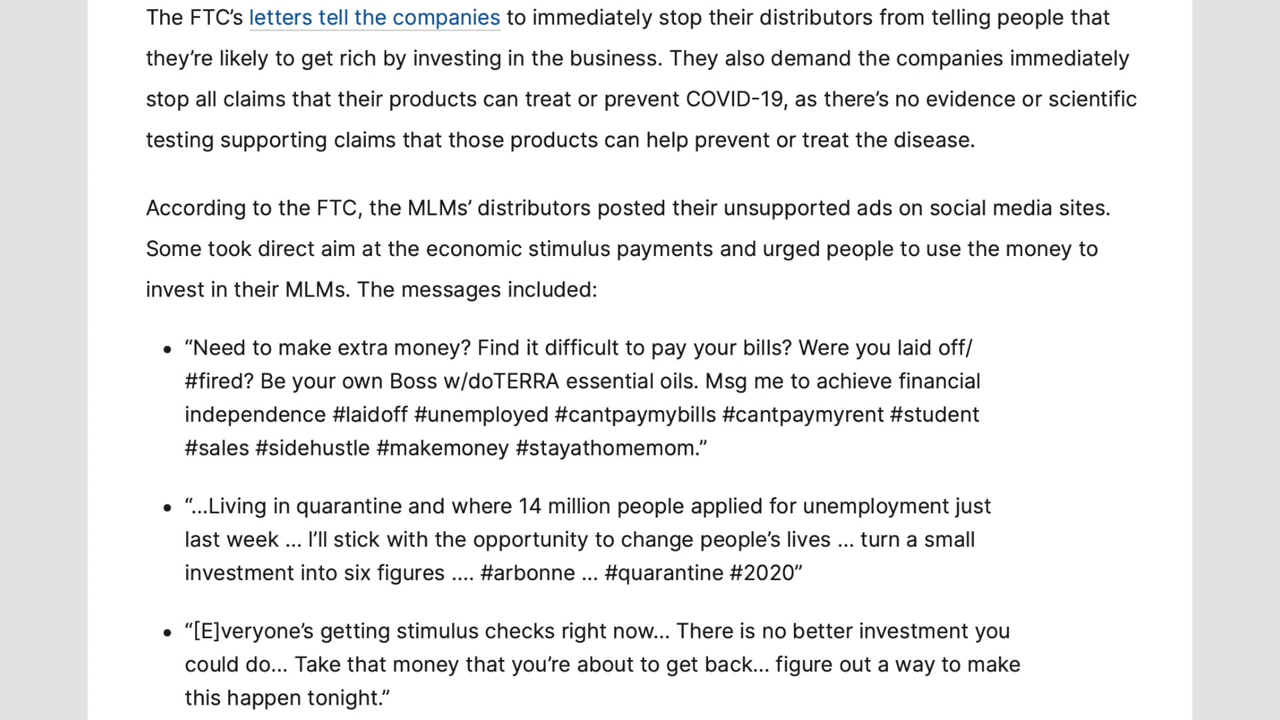 The FTC’s letters tell the companies to immediately stop their distributors from telling people that
they’re likely to get rich by investing in the business. They also demand the companies immediately
stop all claims that their products can treat or prevent COVID-19, as there’s no evidence or scientific
testing supporting claims that those products can help prevent or treat the disease.
According to the FTC, the MLMs’ distributors posted their unsupported ads on social media sites.
Some took direct aim at the economic stimulus payments and urged people to use the money to
invest in their MLMs. The messages included:
• “Need to make extra money? Find it difficult to pay your bills? Were you laid off/
#fired? Be your own Boss w/doTERRA essential oils. Msg me to achieve financial
independence #laidoff #unemployed #cantpaymybills #cantpaymyrent #student
#sales #sidehustle #makemoney #stayathomemom.”
• “...Living in quarantine and where 14 million people applied for unemployment just
last week ... I’ll stick with the opportunity to change people’s lives ... turn a small
investment into six figures .... #arbonne ... #quarantine #2020”
• “[E]veryone’s getting stimulus checks right now... There is no better investment you
could do... Take that money that you’re about to get back... figure out a way to make
this happen tonight.”